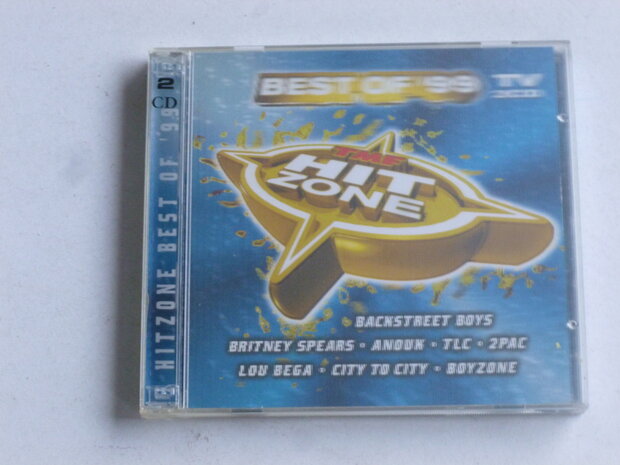 2
CD
HITZONE BEST OF '99
BEST OF '99
TV
2CD
TMF
HIT
ZONE
BACKSTREET BOYS
BRITNEY SPEARS • ANOUK • TLC • 2PAC
LOU BEGA • CITY TO CITY • BOYZONE